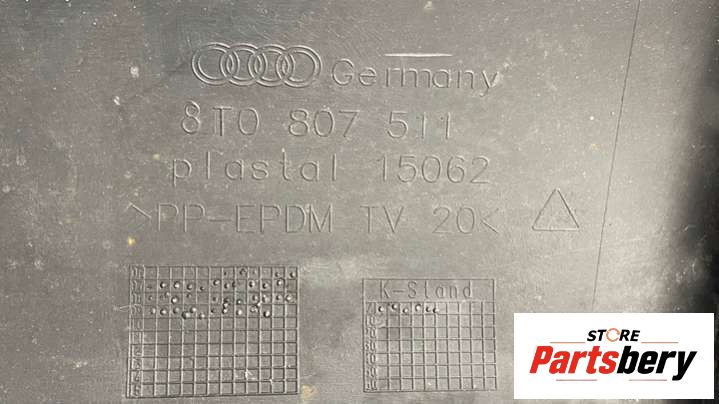 Germany
8T0 807 511
plastal 15062
>PP-EPDM TV 20<
K-Stand
STORE
Partsbery